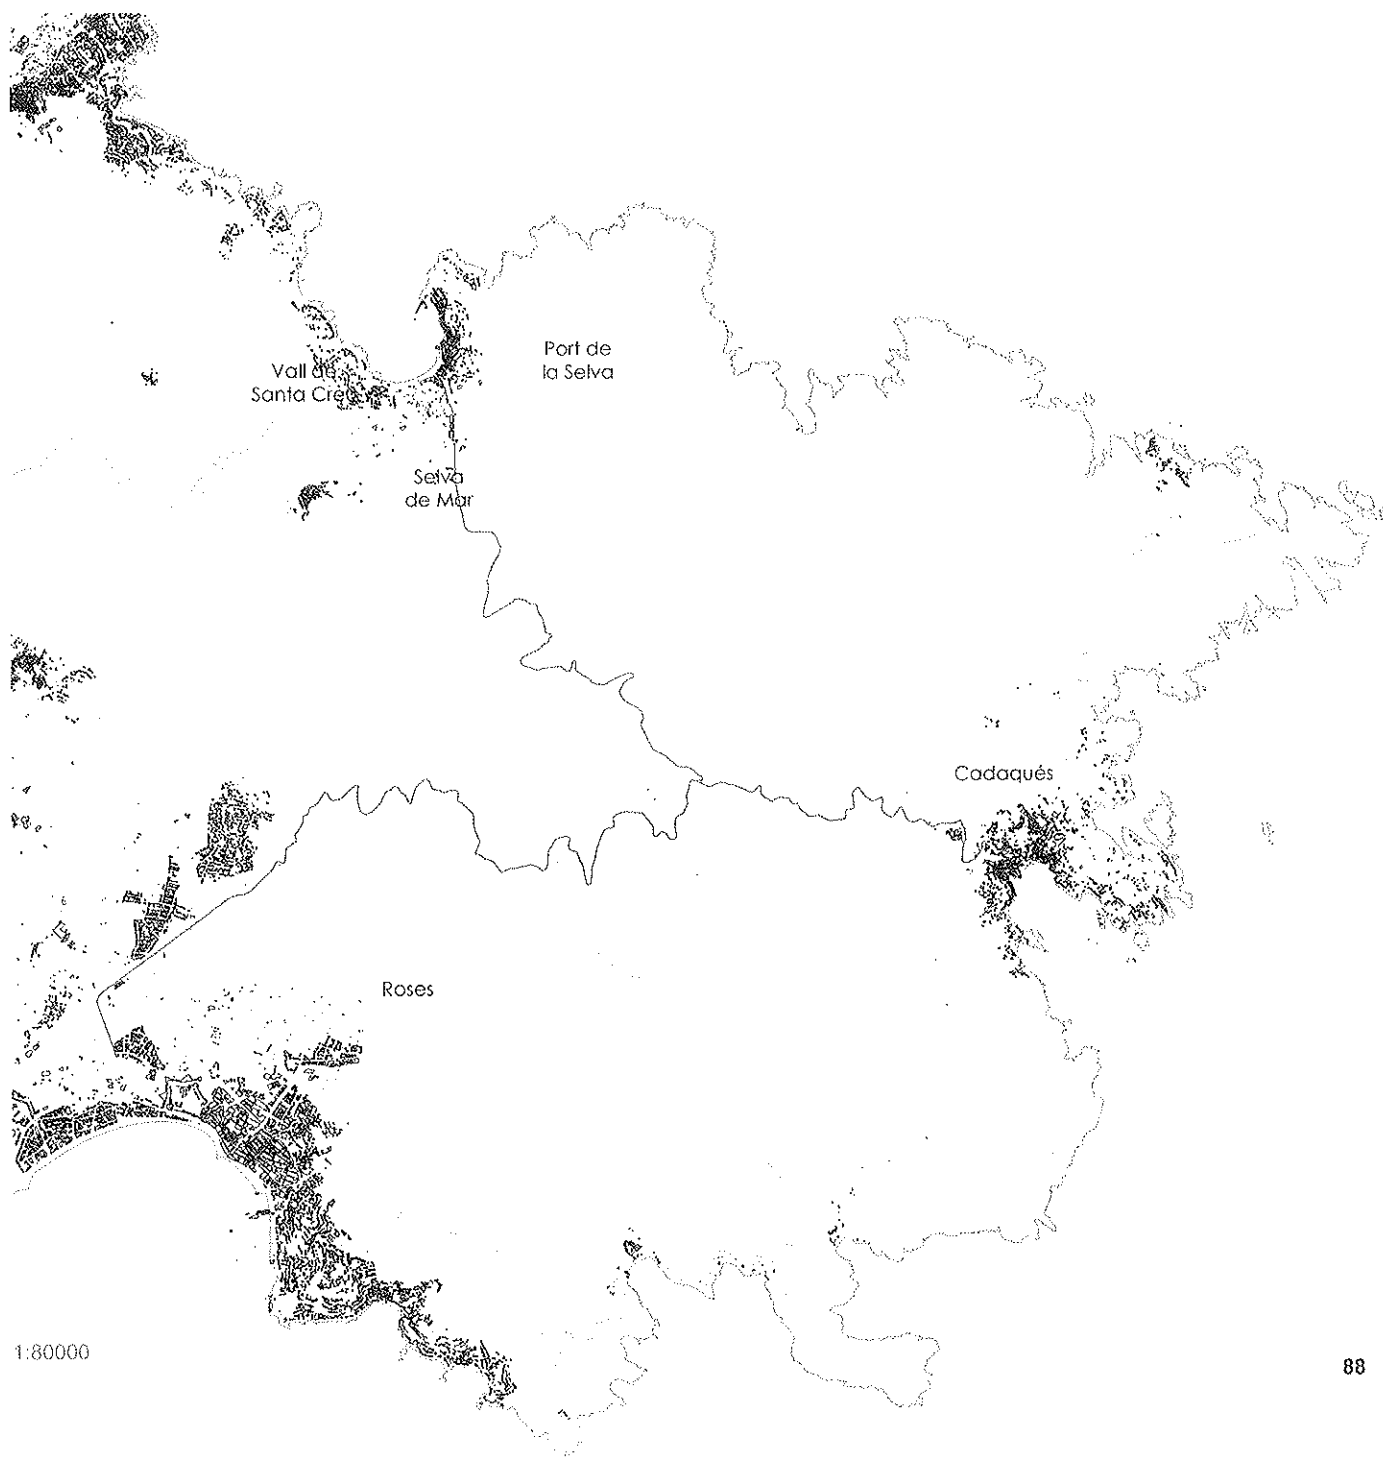 Port de
la Selva
Vall de
Santa Creu
Selva
de Mar
Cadaqués
Roses
1:80000
88